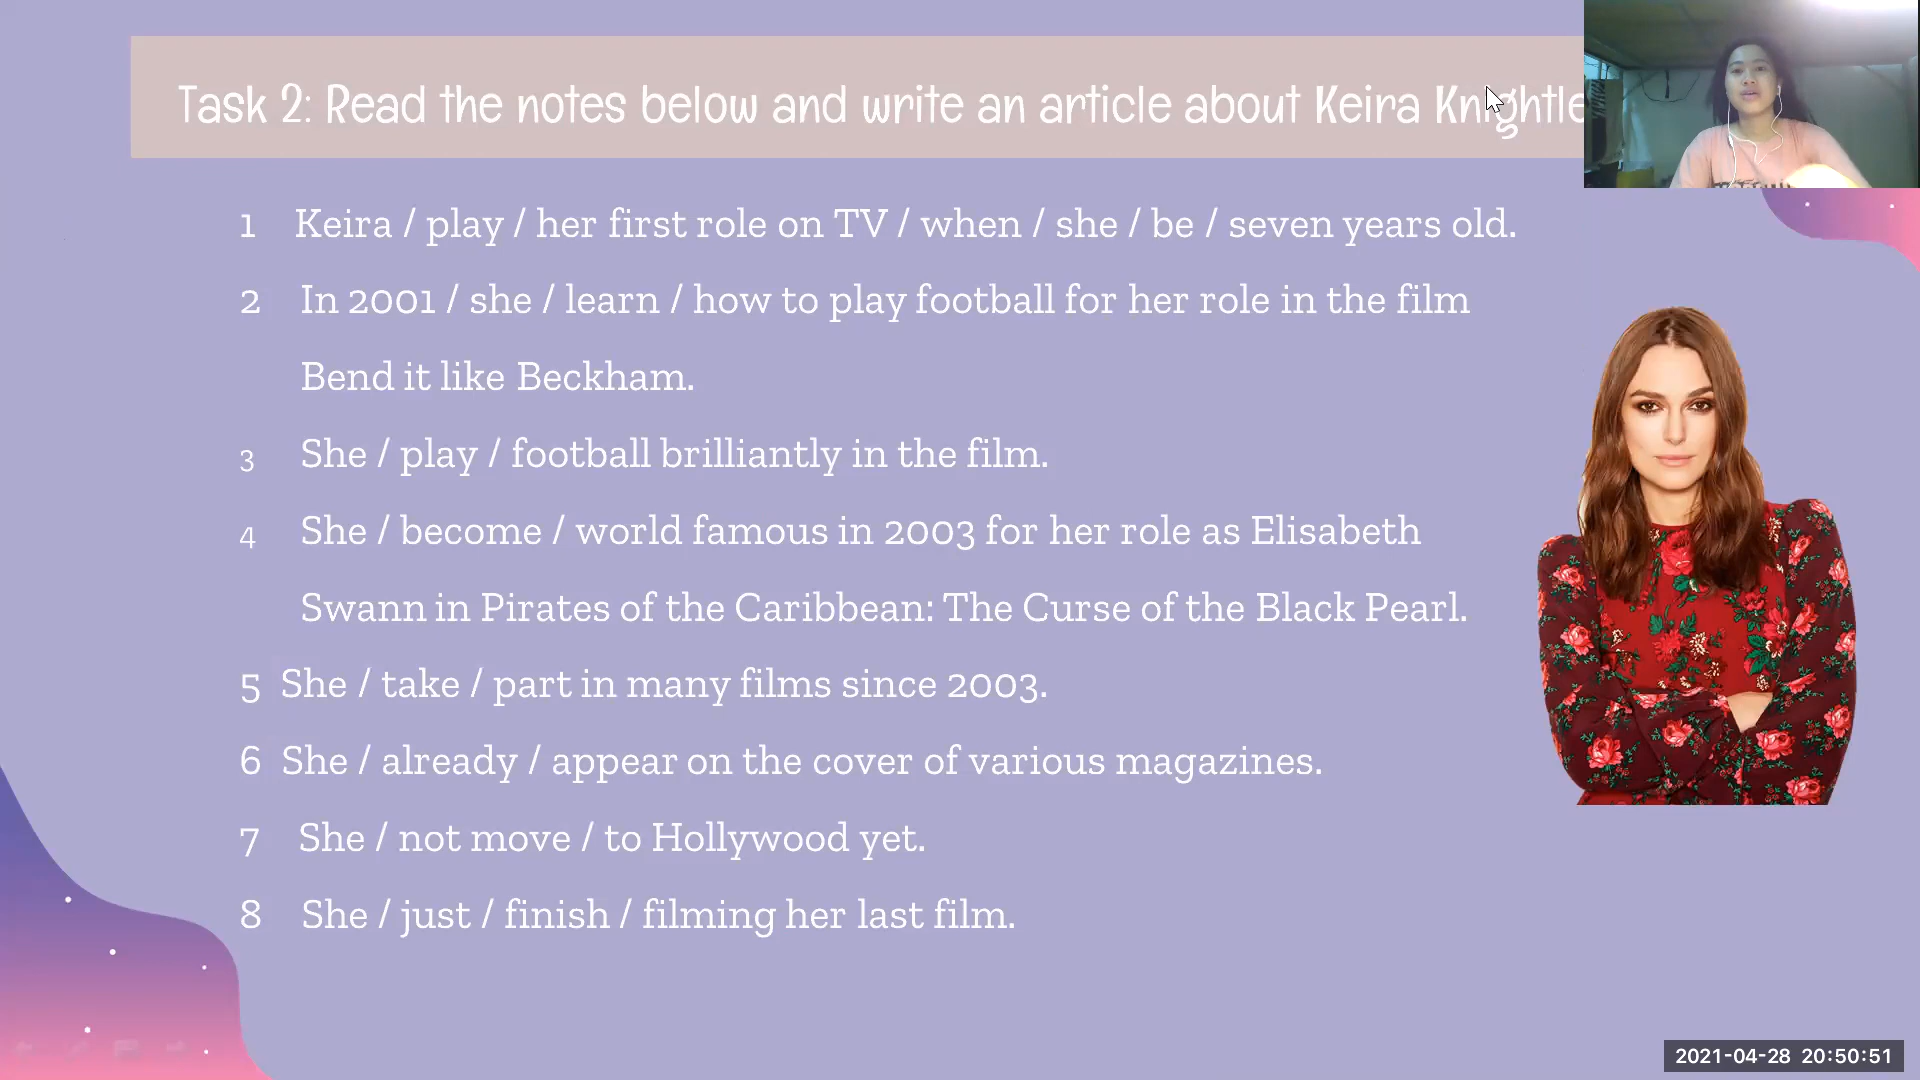 Task 2: Read the notes below and write an article about Keira Knightle
1 Keira / play / her first role on TV / when / she / be / seven years old.
2 In 2001 / she / learn / how to play football for her role in the film
Bend it like Beckham.
3 She / play / football brilliantly in the film.
4 She / become / world famous in 2003 for her role as Elisabeth
Swann in Pirates of the Caribbean: The Curse of the Black Pearl.
5 She / take / part in many films since 2003.
6 She / already / appear on the cover of various magazines.
7 She / not move / to Hollywood yet.
8 She / just / finish / filming her last film.
2021-04-28 20:50:51